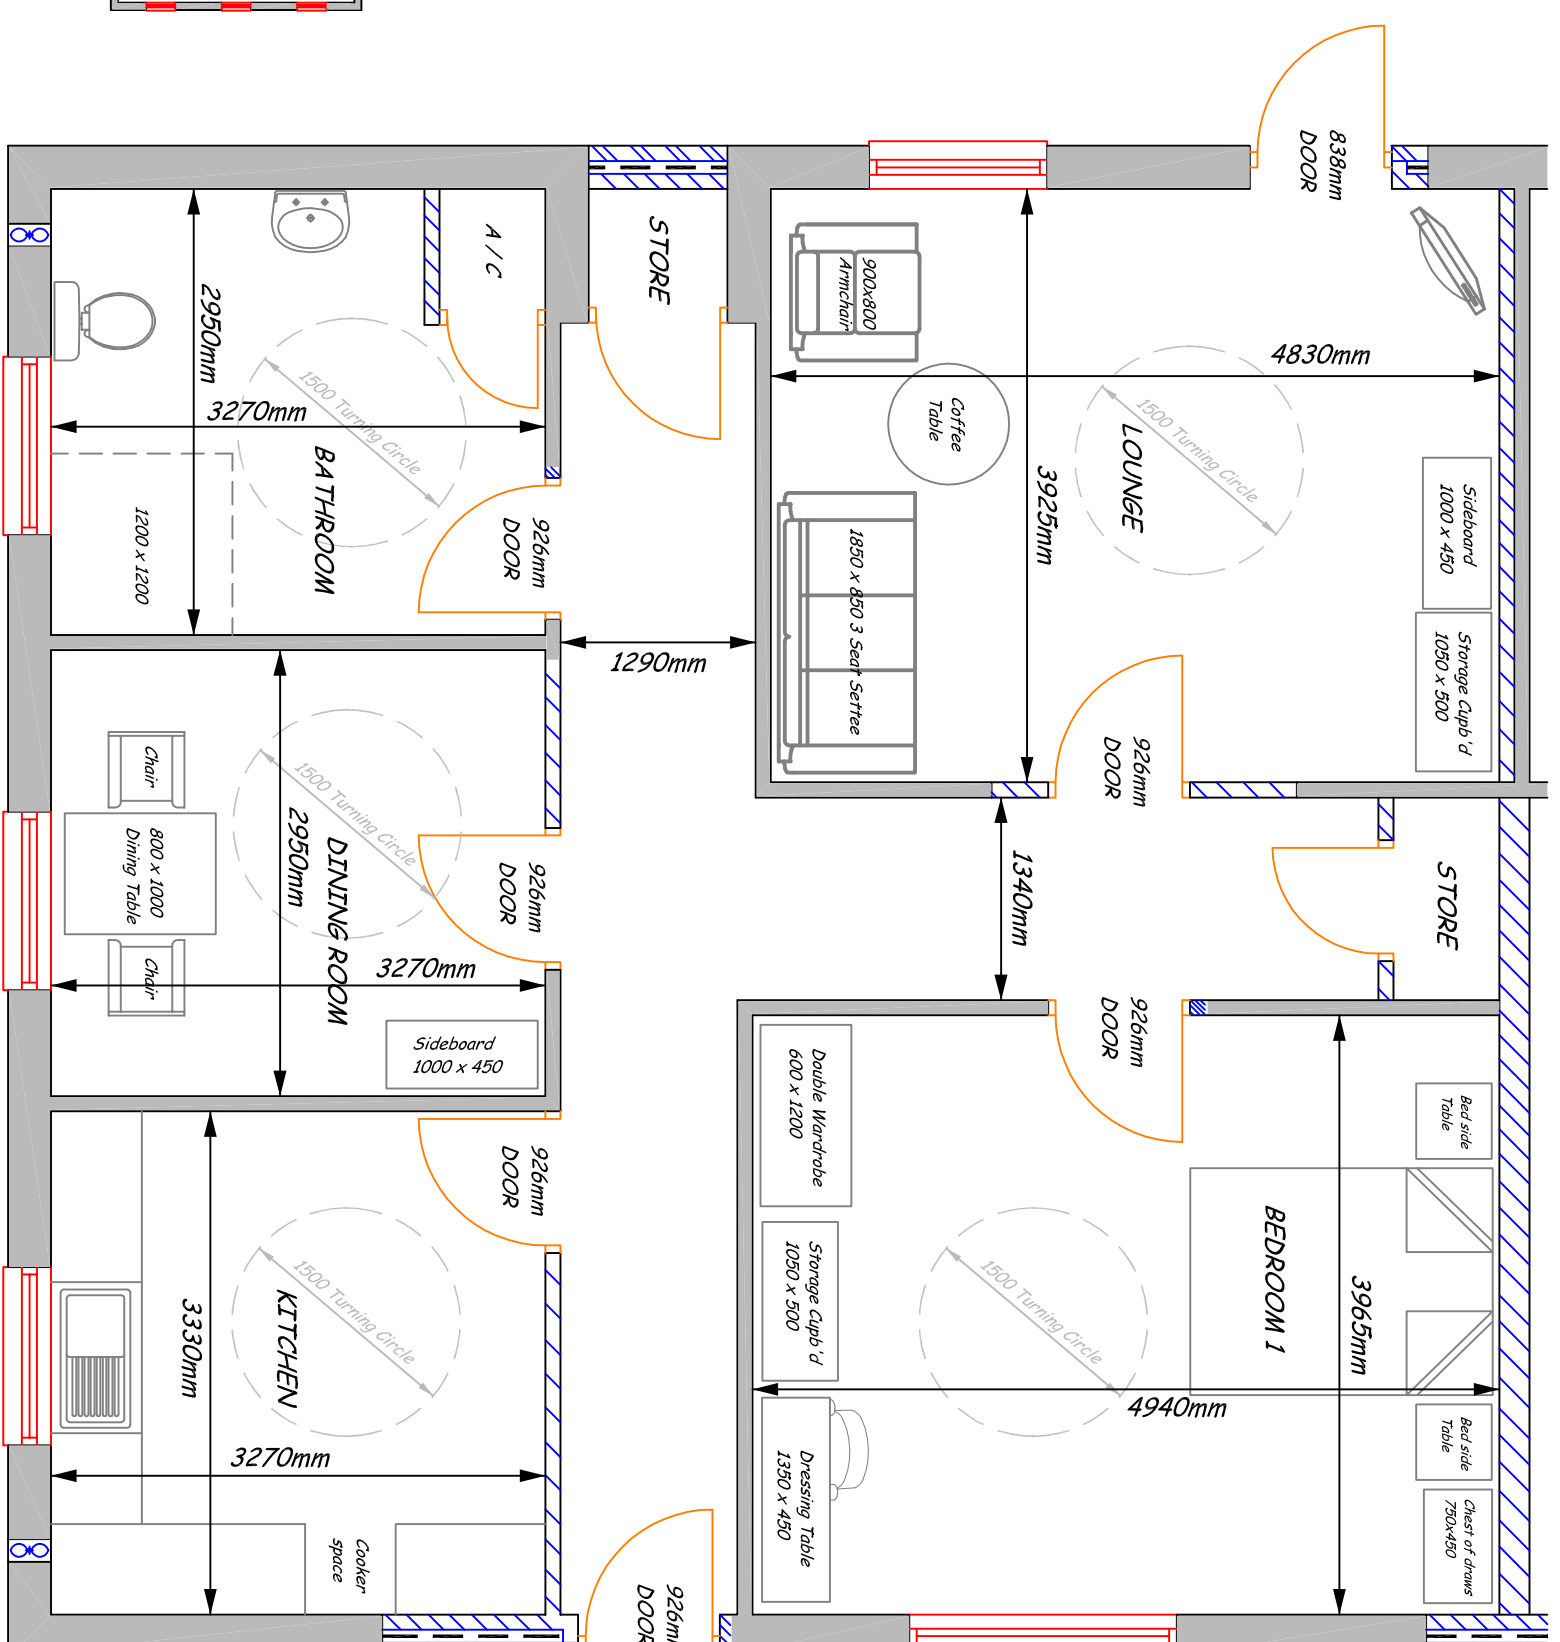 838mm
DOOR
A / C
STORE
900x800
Armchair
2950mm
4830mm
1500 Turning Circle
3270mm
1500 Turning Circle
Coffee
Table
LOUNGE
BATHROOM
3925mm
Sideboard
1000 x 450
1200 x 1200
926mm
DOOR
1850 x 850 3 Seat Settee
1290mm
Storage Cupb'd
1050 x 500
926mm
DOOR
Chair
1500 Turning Circle
2950mm
DINING ROOM
800 x 1000
Dining Table
926mm
DOOR
1340mm
STORE
Chair
3270mm
926mm
DOOR
Sideboard
1000 x 450
Double Wardrobe
600 x 1200
Bed side
Table
926mm
DOOR
BEDROOM 1
1500 Turning Circle
KITCHEN
3330mm
Storage Cupb'd
1050 x 500
1500 Turning Circle
3965mm
4940mm
3270mm
Bed side
Table
Dressing Table
1350 x 450
Chest of draws
750x450
Cooker
space
926mm
DOOR